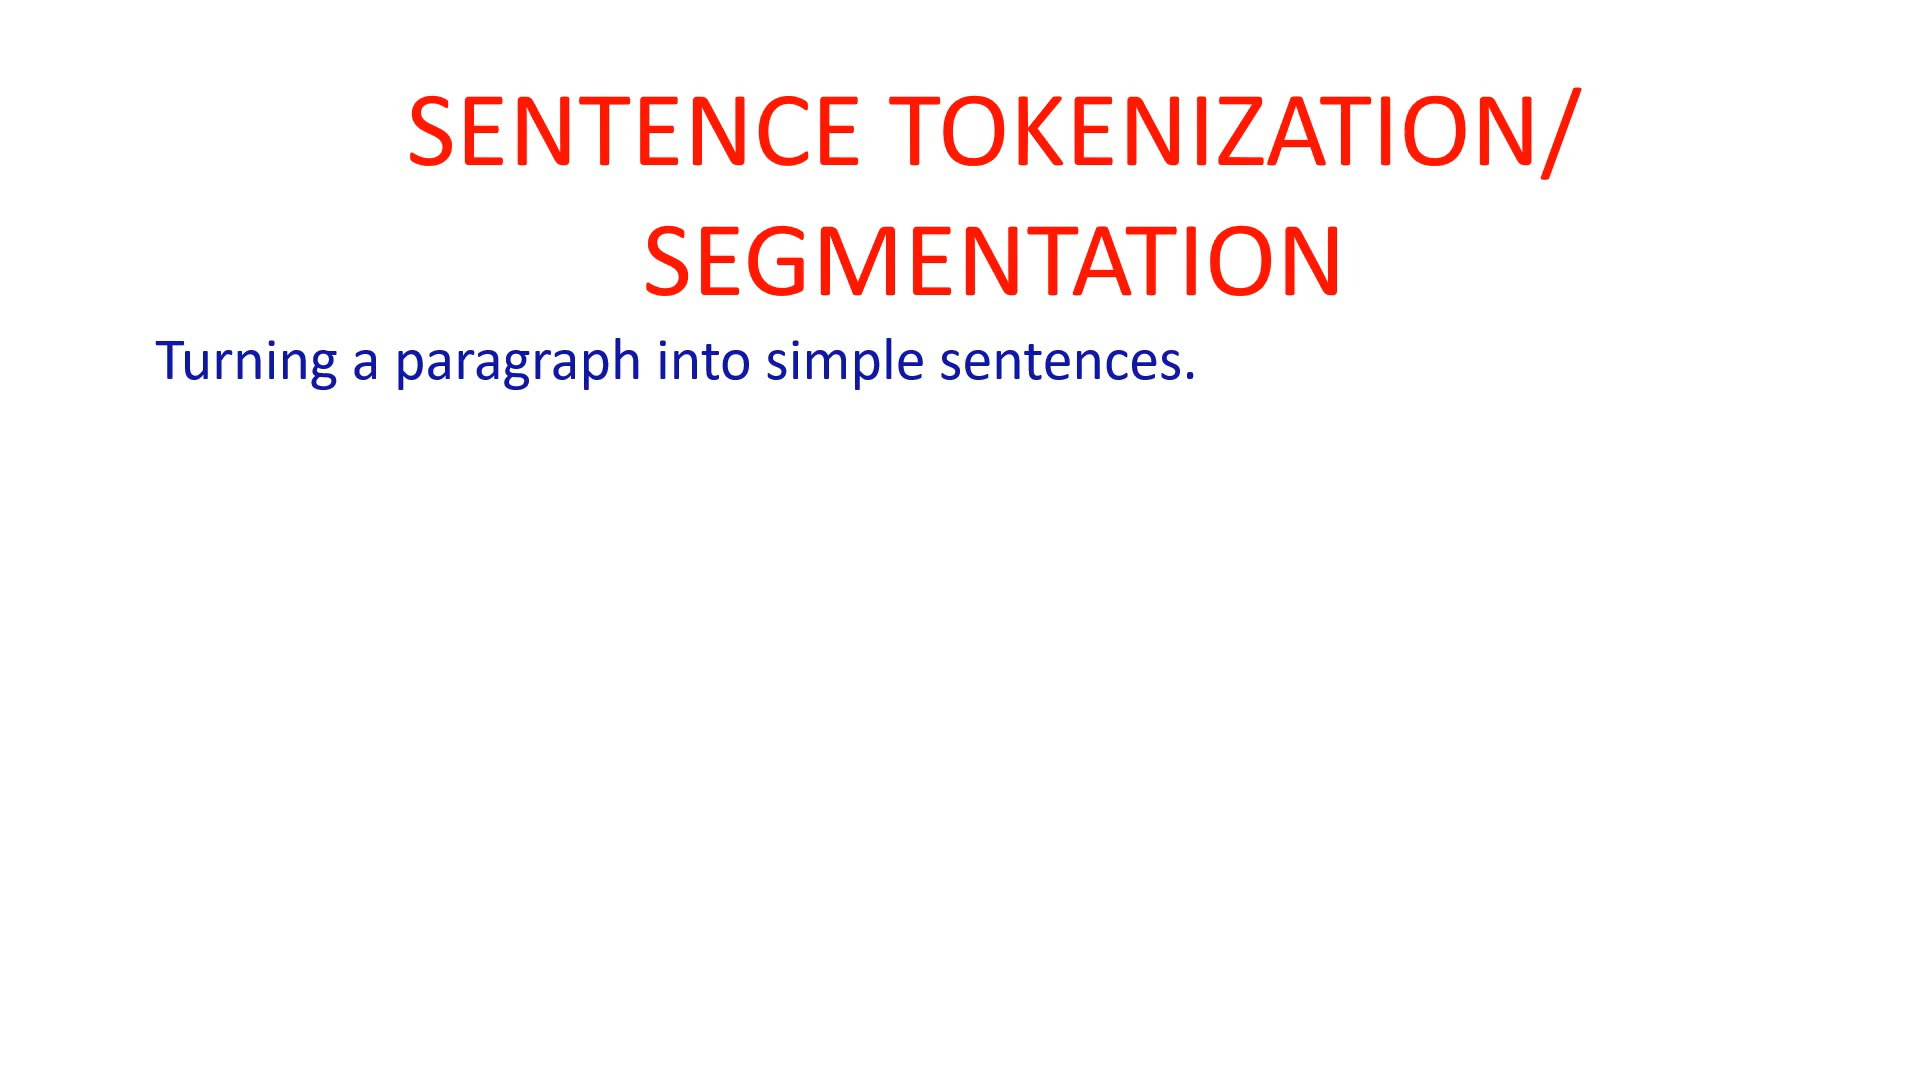 SENTENCE TOKENIZATION/
SEGMENTATION
Turning a paragraph into simple sentences.